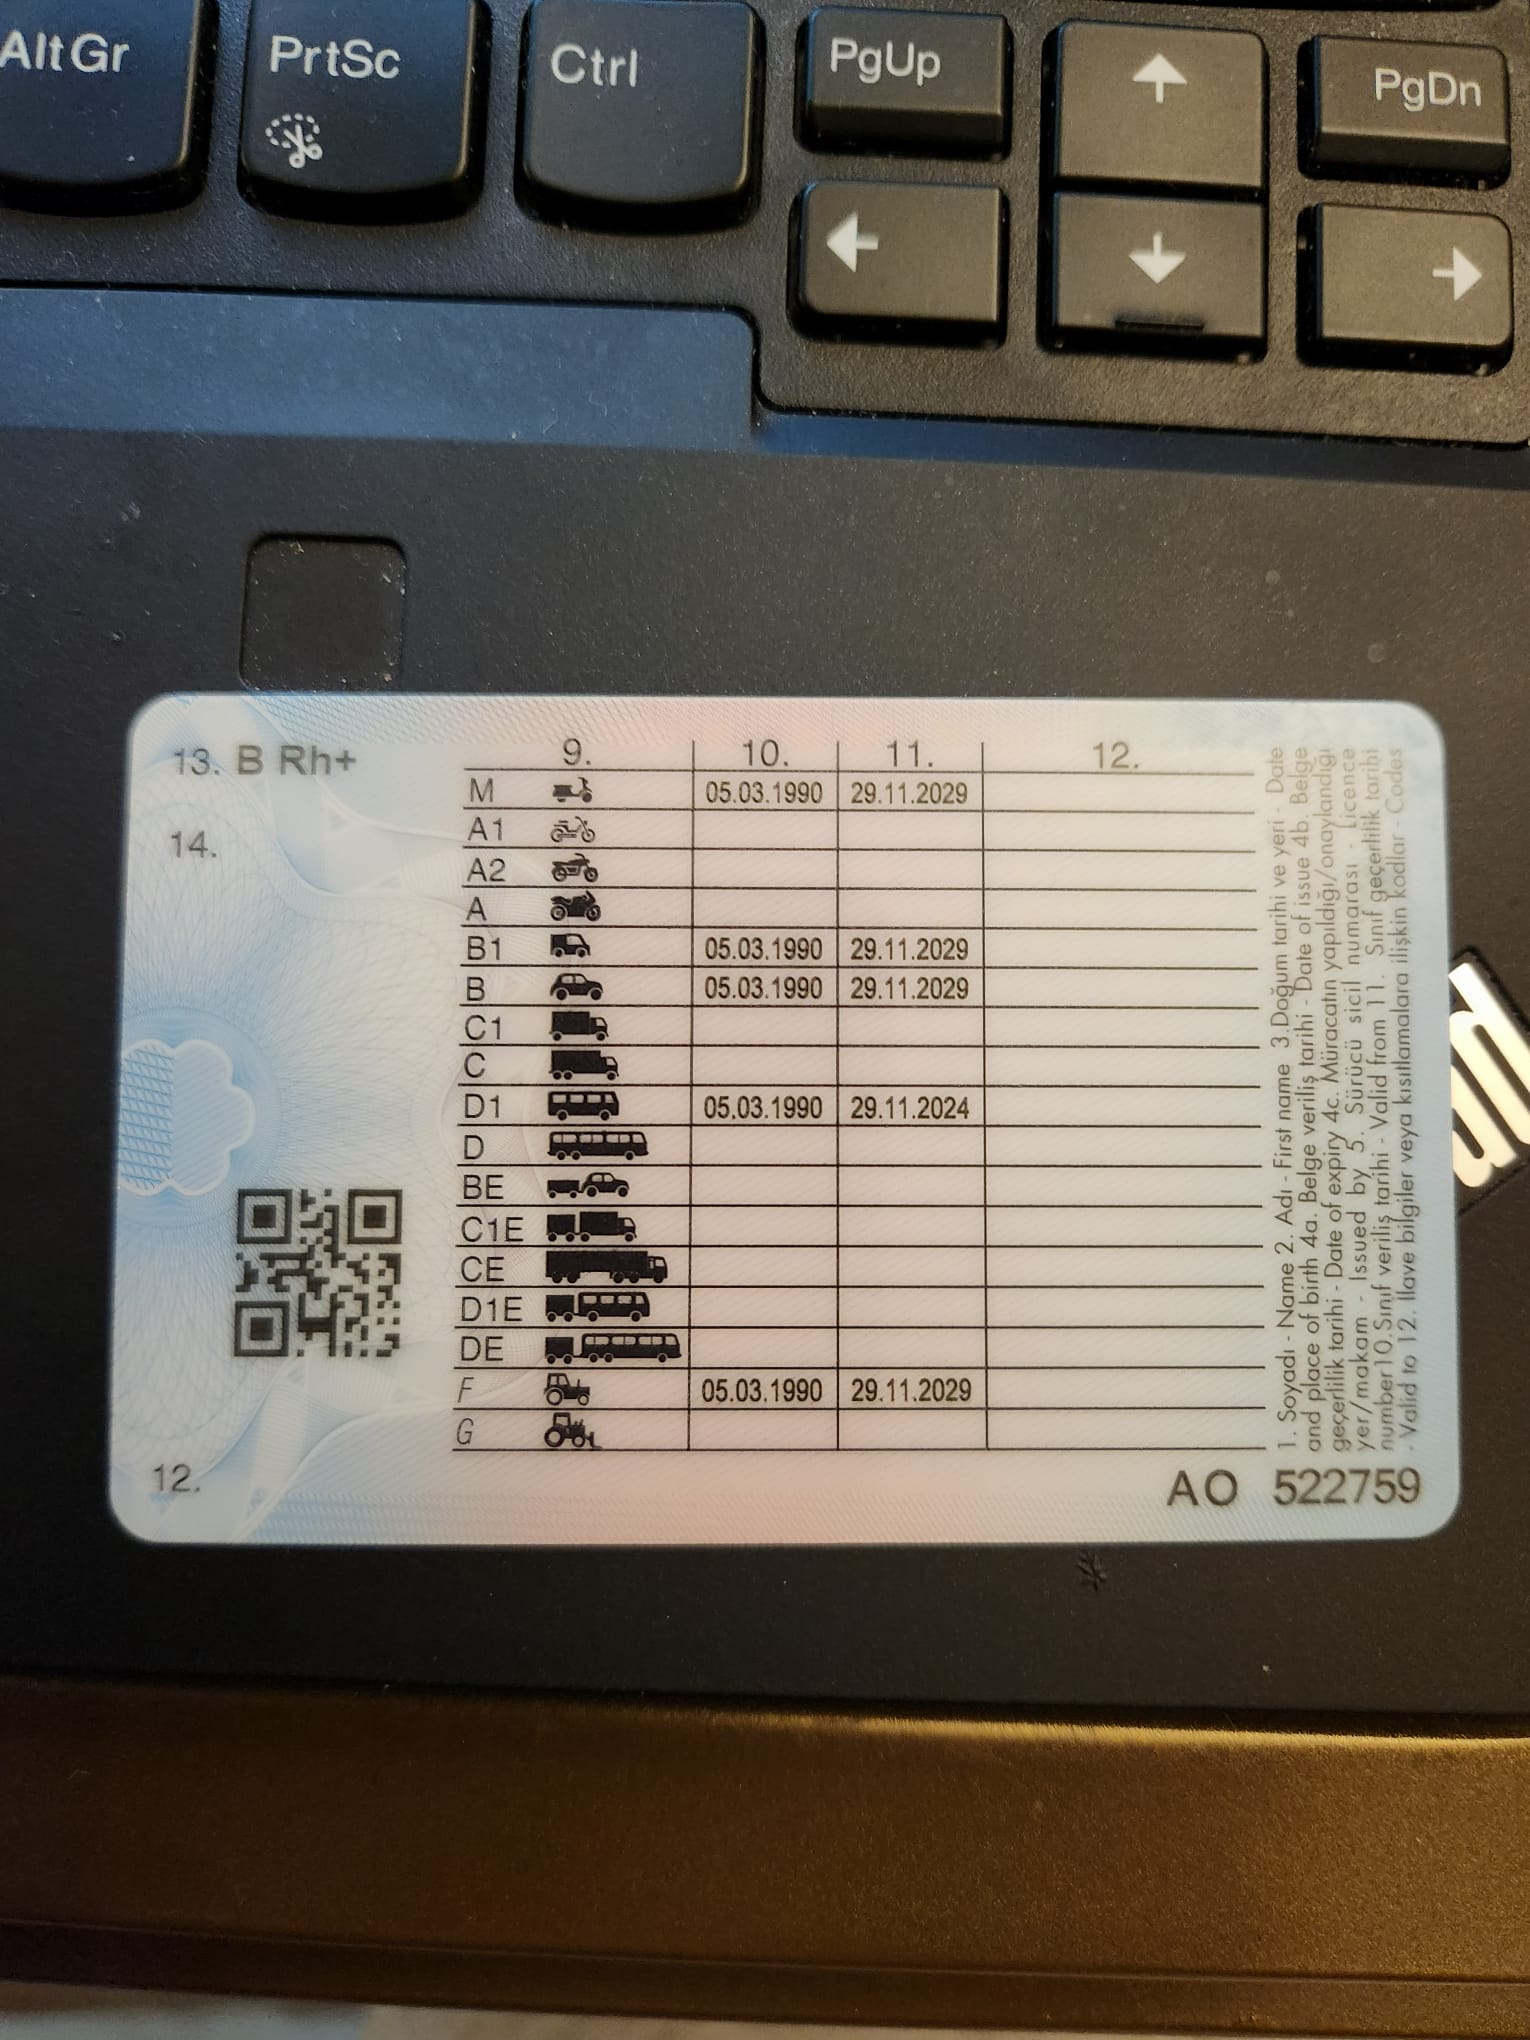 AltGr PrtSc Ctrl PgUp PgDn
13. B Rh+
14.
12.
9. 10. 11. 12.
M 05.03.1990 29.11.2029
A1
A2
A
B1 05.03.1990 29.11.2029
B 05.03.1990 29.11.2029
C1
C
D1 05.03.1990 29.11.2024
D
BE
C1E
CE
D1E
DE
F 05.03.1990 29.11.2029
G
AO 522759
1. Soyadı - Name 2. Adı - First name 3.Doğum tarihi ve yeri - Date
and place of birth 4a. Belge veriliş tarihi - Date of issue 4b. Belge
geçerlilik tarihi - Date of expiry 4c. Müracatın yapıldığı/onaylandığı
yer/makam - Issued by 5. Sürücü sicil numarası - Licence
number10.Sınıf veriliş tarihi - Valid from 11. Sınıf geçerlilik tarihi
- Valid to 12. İlave bilgiler veya kısıtlamalara ilişkin kodlar - Codes